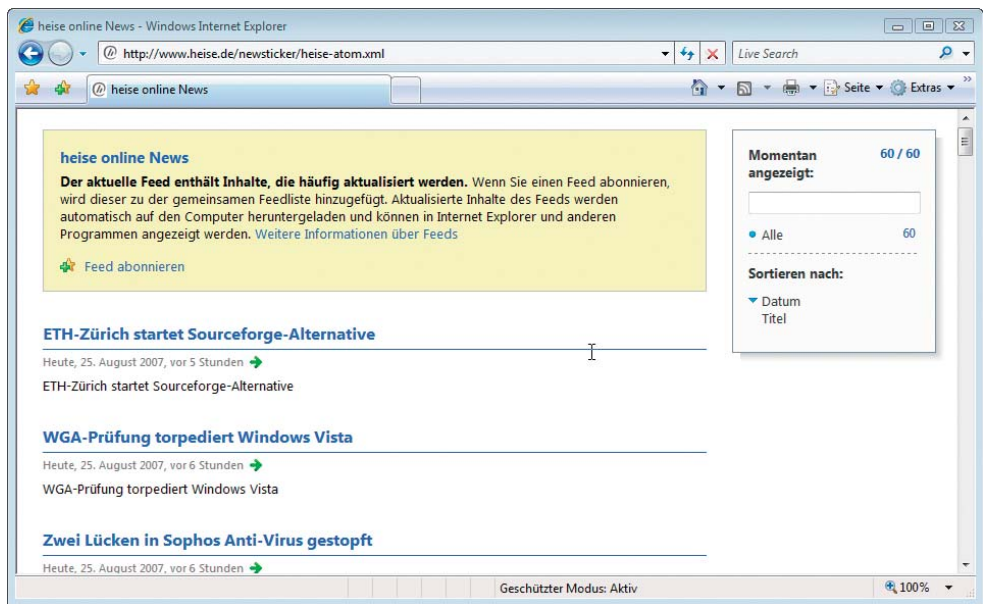 heise online News - Windows Internet Explorer
http://www.heise.de/newsticker/heise-atom.xml
Live Search
heise online News
Seite
Extras
heise online News
Der aktuelle Feed enthält Inhalte, die häufig aktualisiert werden. Wenn Sie einen Feed abonnieren,
wird dieser zu der gemeinsamen Feedliste hinzugefügt. Aktualisierte Inhalte des Feeds werden
automatisch auf den Computer heruntergeladen und können in Internet Explorer und anderen
Programmen angezeigt werden. Weitere Informationen über Feeds
Feed abonnieren
Momentan 60 / 60
angezeigt:
Alle 60
Sortieren nach:
Datum
Titel
ETH-Zürich startet Sourceforge-Alternative
Heute, 25. August 2007, vor 5 Stunden
ETH-Zürich startet Sourceforge-Alternative
WGA-Prüfung torpediert Windows Vista
Heute, 25. August 2007, vor 6 Stunden
WGA-Prüfung torpediert Windows Vista
Zwei Lücken in Sophos Anti-Virus gestopft
Heute, 25. August 2007, vor 6 Stunden
Geschützter Modus: Aktiv
100%